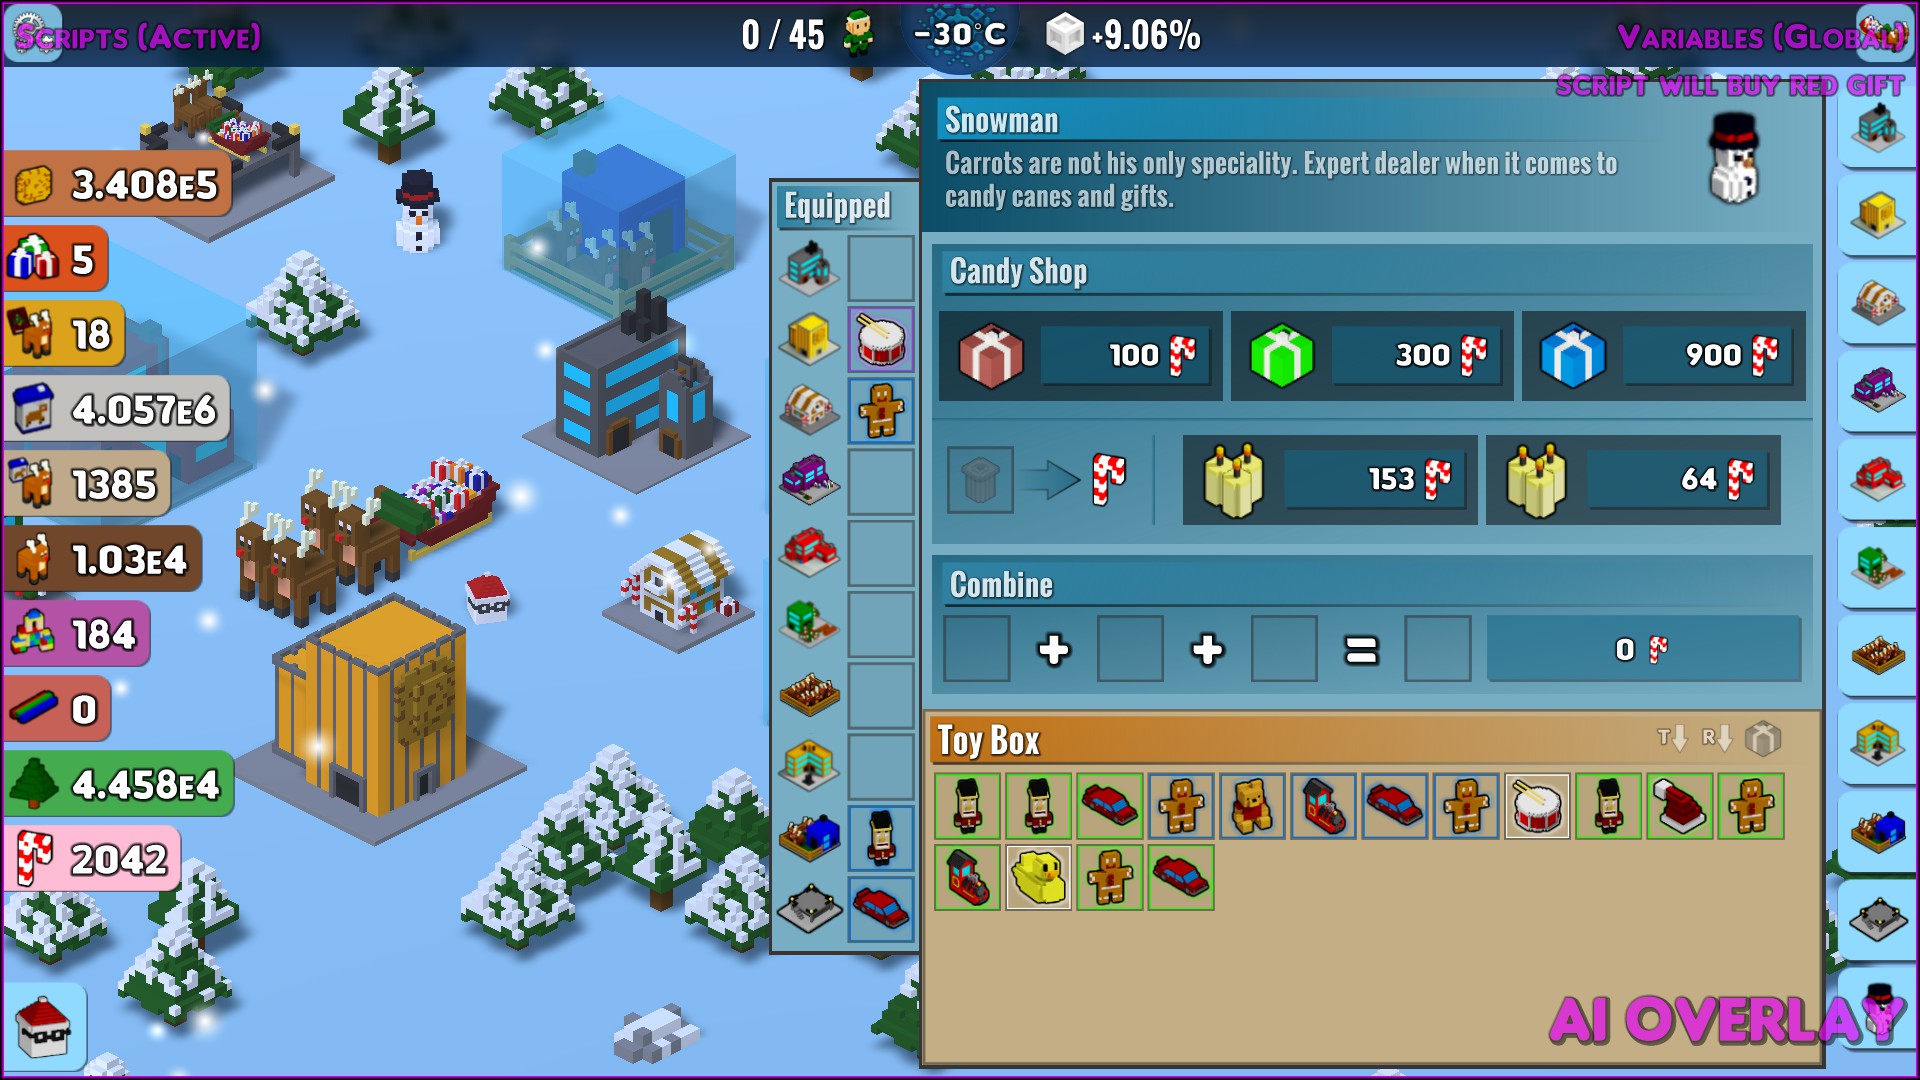 Scripts (Active)
0 / 45
-30°C
+9.06%
Variables (Global)
Script will buy red gift
3.408E5
5
18
4.057E6
1385
1.03E4
184
0
4.458E4
2042
Equipped
Snowman
Carrots are not his only speciality. Expert dealer when it comes to
candy canes and gifts.
Candy Shop
100
300
900
153
64
Combine
+ + = 0
Toy Box
T R
AI Overlay